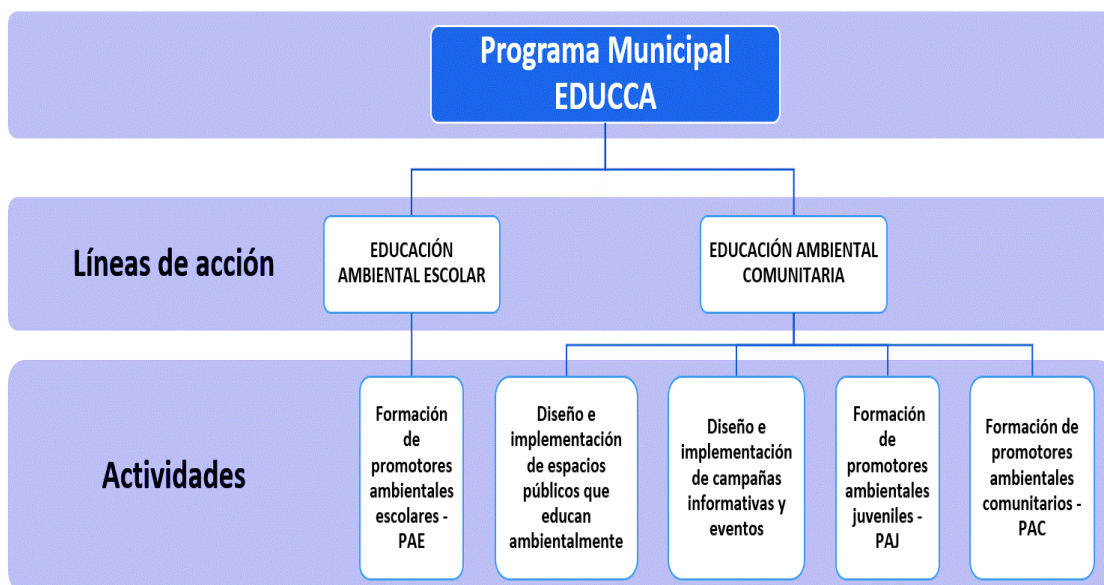 Programa Municipal
EDUCCA
Líneas de acción
EDUCACIÓN
AMBIENTAL ESCOLAR
EDUCACIÓN AMBIENTAL
COMUNITARIA
Actividades
Formación
de
promotores
ambientales
escolares -
PAE
Diseño e
implementación
de espacios
públicos que
educan
ambientalmente
Diseño e
implementación
de campañas
informativas y
eventos
Formación
de
promotores
ambientales
juveniles -
PAJ
Formación de
promotores
ambientales
comunitarios -
PAC